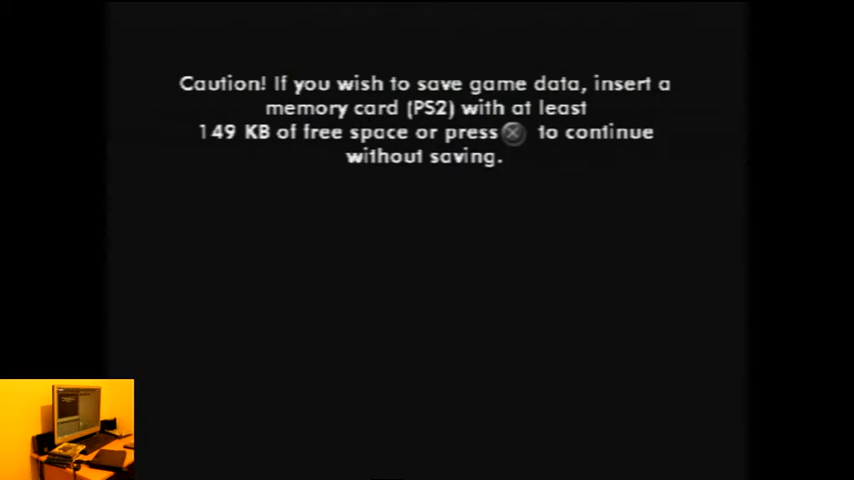 Caution! If you wish to save game data, insert a
memory card (PS2) with at least
149 KB of free space or press ⓧ to continue
without saving.